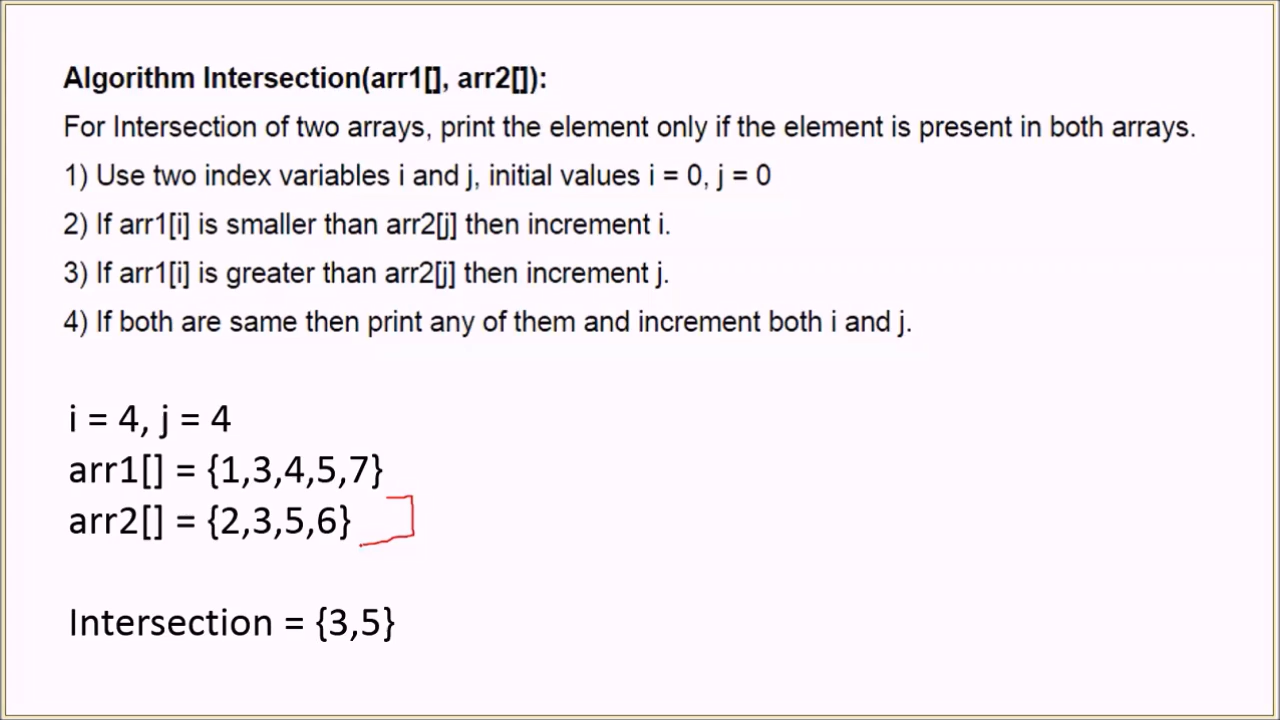 Algorithm Intersection(arr1[], arr2[]):
For Intersection of two arrays, print the element only if the element is present in both arrays.
1) Use two index variables i and j, initial values i = 0, j = 0
2) If arr1[i] is smaller than arr2[j] then increment i.
3) If arr1[i] is greater than arr2[j] then increment j.
4) If both are same then print any of them and increment both i and j.
i = 4, j = 4
arr1[] = {1,3,4,5,7}
arr2[] = {2,3,5,6}
Intersection = {3,5}